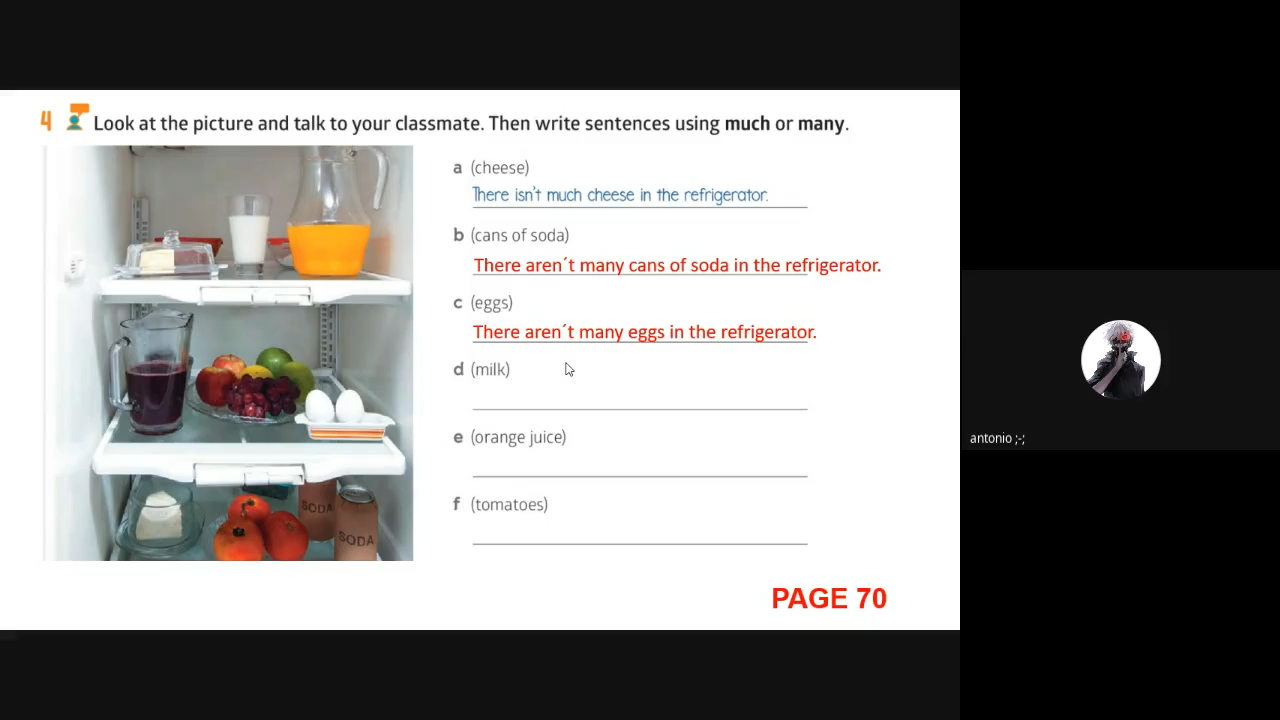 4 Look at the picture and talk to your classmate. Then write sentences using much or many.
a (cheese)
There isn't much cheese in the refrigerator.
b (cans of soda)
There aren´t many cans of soda in the refrigerator.
c (eggs)
There aren´t many eggs in the refrigerator.
d (milk)
e (orange juice)
f (tomatoes)
SODA
SODA
PAGE 70
antonio ;-;